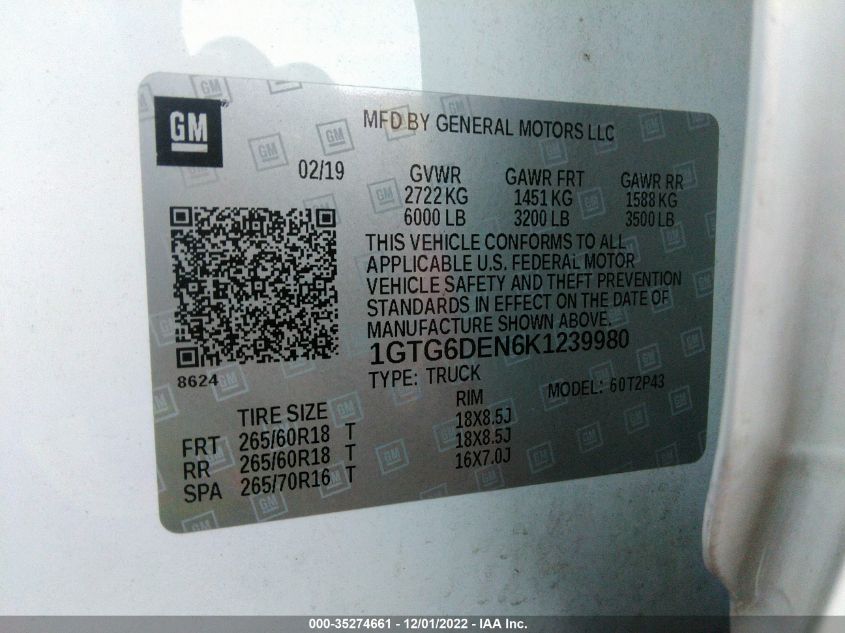 GM
MFD BY GENERAL MOTORS LLC
02/19
GVWR GAWR FRT GAWR RR
2722 KG 1451 KG 1588 KG
6000 LB 3200 LB 3500 LB
THIS VEHICLE CONFORMS TO ALL
APPLICABLE U.S. FEDERAL MOTOR
VEHICLE SAFETY AND THEFT PREVENTION
STANDARDS IN EFFECT ON THE DATE OF
MANUFACTURE SHOWN ABOVE.
1GTG6DEN6K1239980
8624
TYPE: TRUCK MODEL: 60T2P43
TIRE SIZE RIM
FRT 265/60R18 T 18X8.5J
RR 265/60R18 T 18X8.5J
SPA 265/70R16 T 16X7.0J
000-35274661 - 12/01/2022 - IAA Inc.